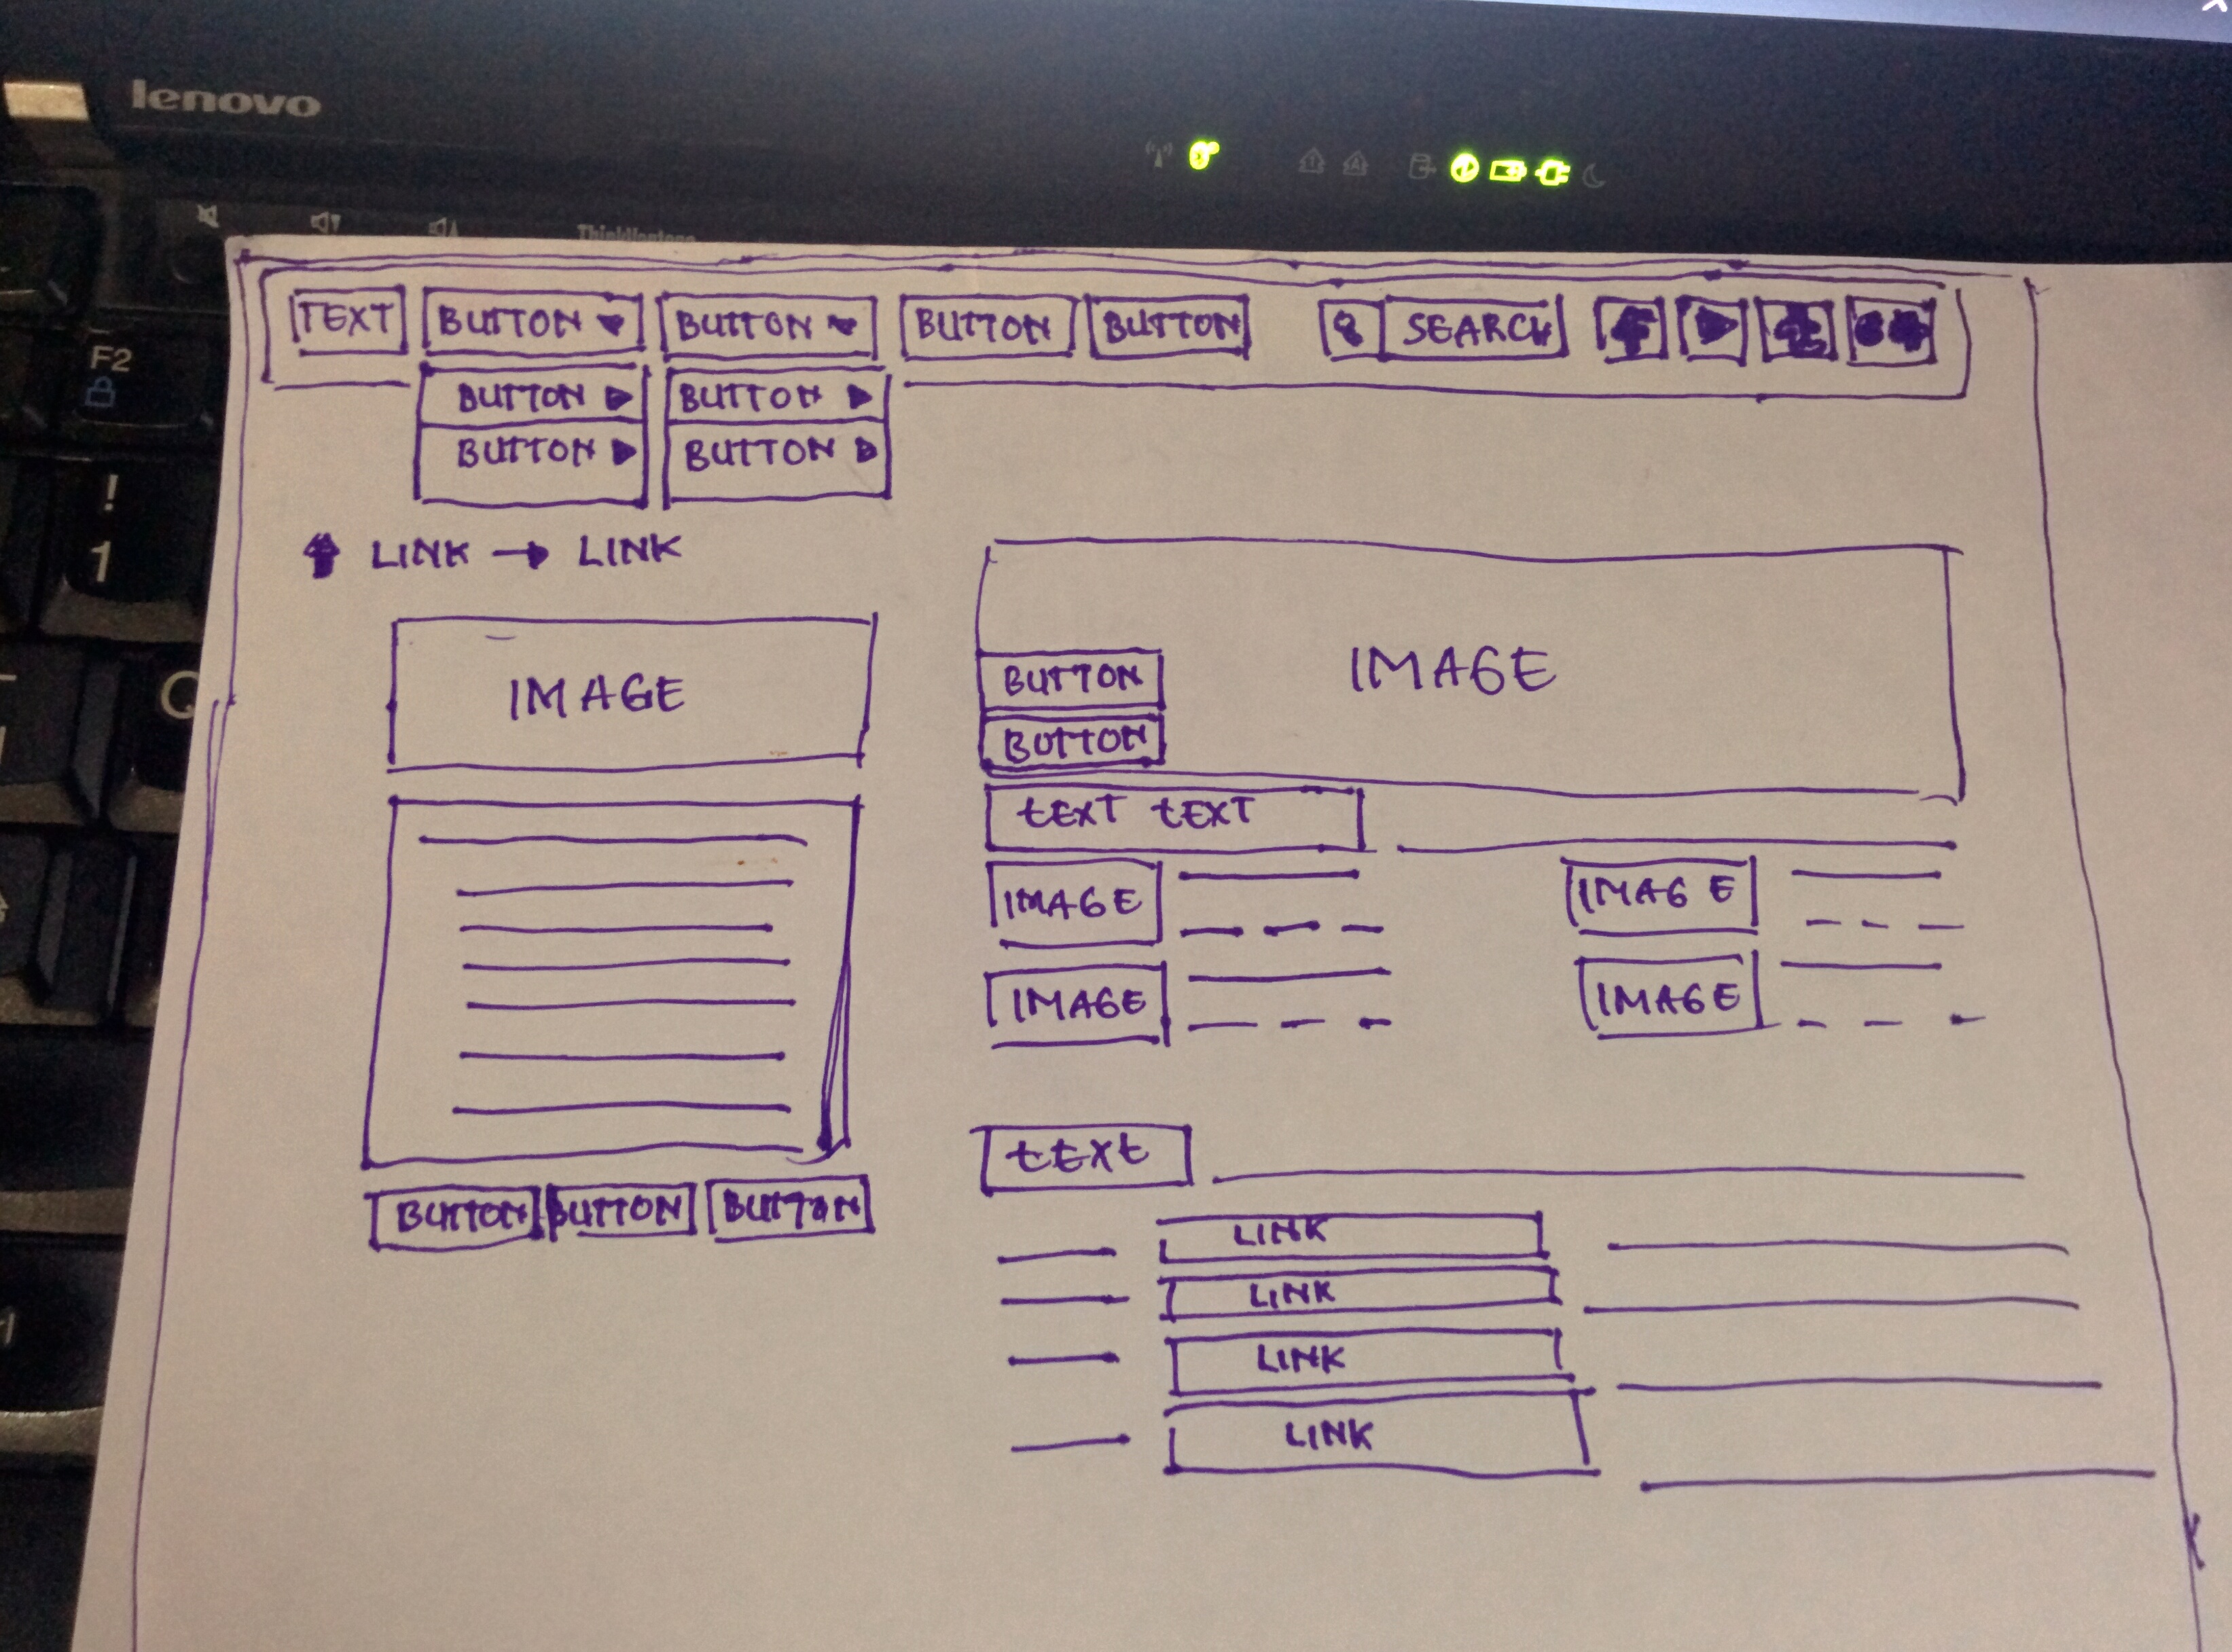 lenovo
ThinkVantage
F2
!
1
Q
TEXT BUTTON BUTTON BUTTON BUTTON SEARCH
BUTTON BUTTON
BUTTON BUTTON
LINK → LINK
IMAGE
IMAGE
BUTTON
BUTTON
tEXT tEXT
IMAGE IMAGE
IMAGE IMAGE
tEXt
BUTTON BUTTON BUTTON
LINK
LINK
LINK
LINK